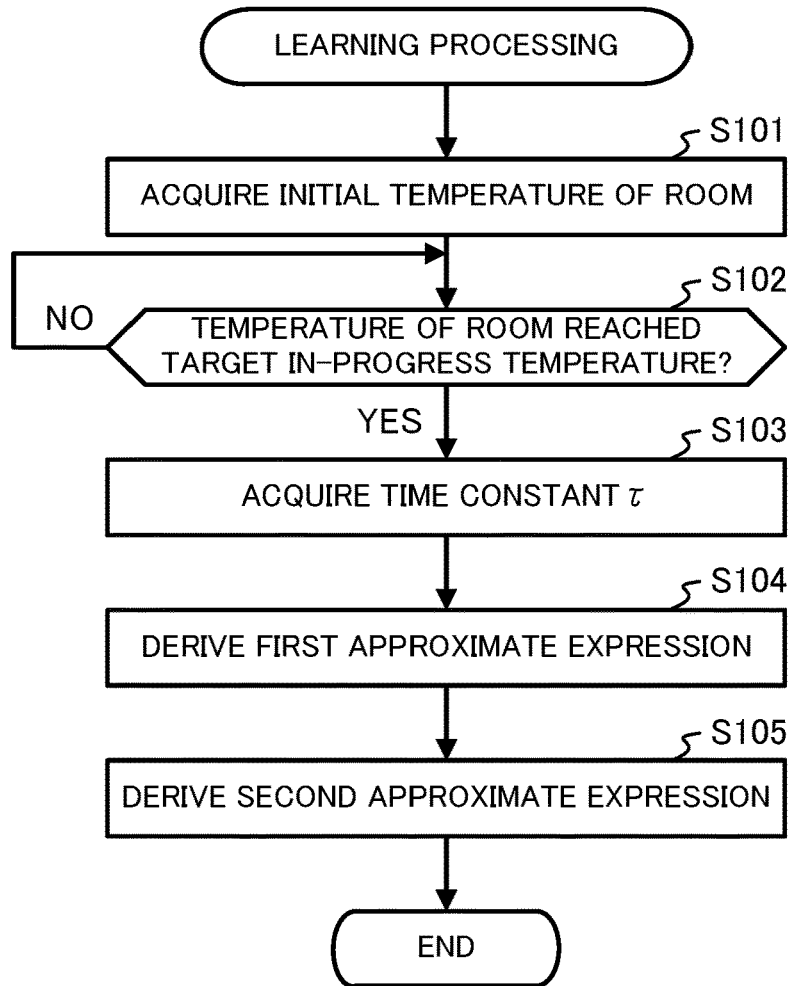 LEARNING PROCESSING
S101
ACQUIRE INITIAL TEMPERATURE OF ROOM
S102
NO
TEMPERATURE OF ROOM REACHED
TARGET IN-PROGRESS TEMPERATURE?
YES
S103
ACQUIRE TIME CONSTANT τ
S104
DERIVE FIRST APPROXIMATE EXPRESSION
S105
DERIVE SECOND APPROXIMATE EXPRESSION
END